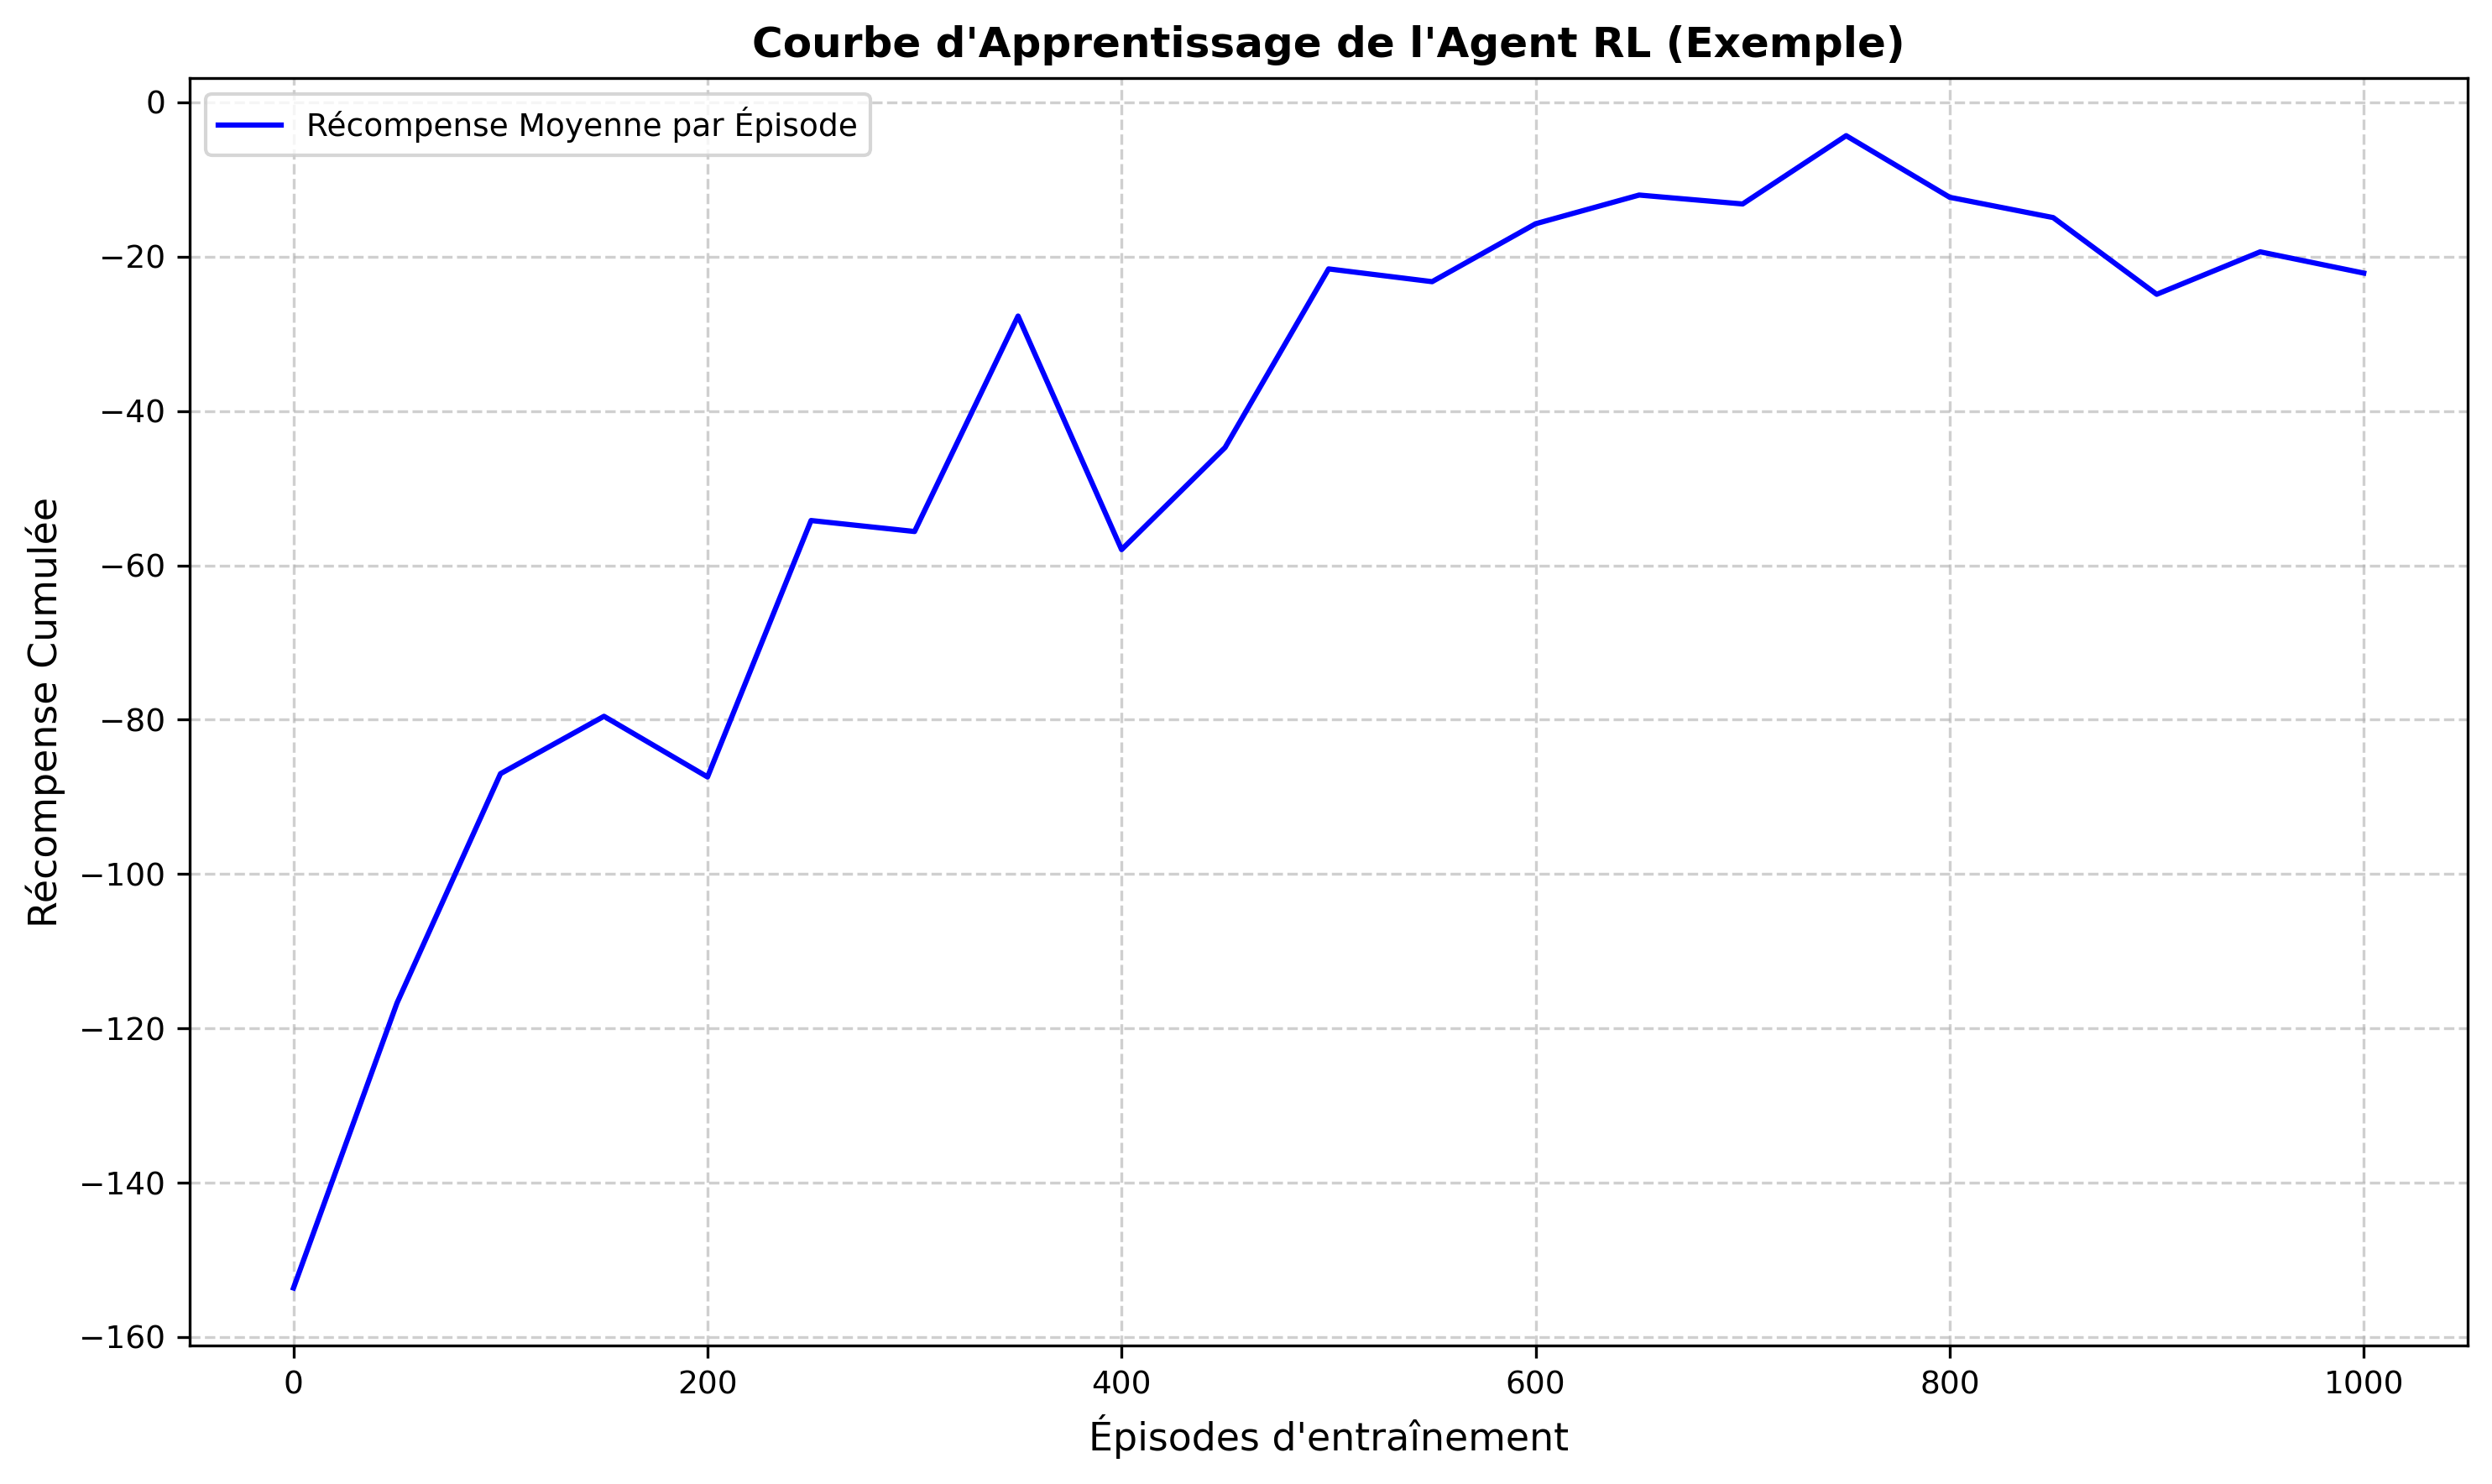 Courbe d'Apprentissage de l'Agent RL (Exemple)
Récompense Moyenne par Épisode
Récompense Cumulée
0
−20
−40
−60
−80
−100
−120
−140
−160
0 200 400 600 800 1000
Épisodes d'entraînement